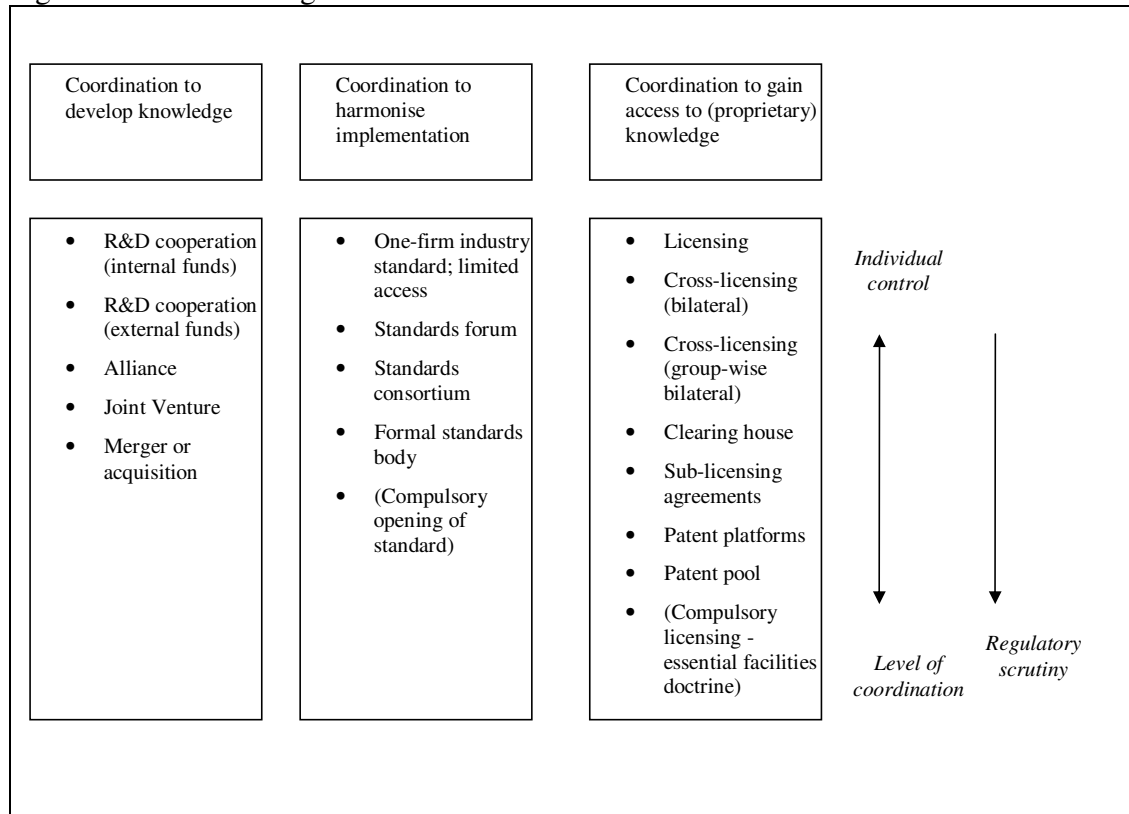 Coordination to
develop knowledge
Coordination to
harmonise
implementation
Coordination to gain
access to (proprietary)
knowledge
• R&D cooperation
(internal funds)
• R&D cooperation
(external funds)
• Alliance
• Joint Venture
• Merger or
acquisition
• One-firm industry
standard; limited
access
• Standards forum
• Standards
consortium
• Formal standards
body
• (Compulsory
opening of
standard)
• Licensing
• Cross-licensing
(bilateral)
• Cross-licensing
(group-wise
bilateral)
• Clearing house
• Sub-licensing
agreements
• Patent platforms
• Patent pool
• (Compulsory
licensing -
essential facilities
doctrine)
Individual
control
Level of
coordination
Regulatory
scrutiny